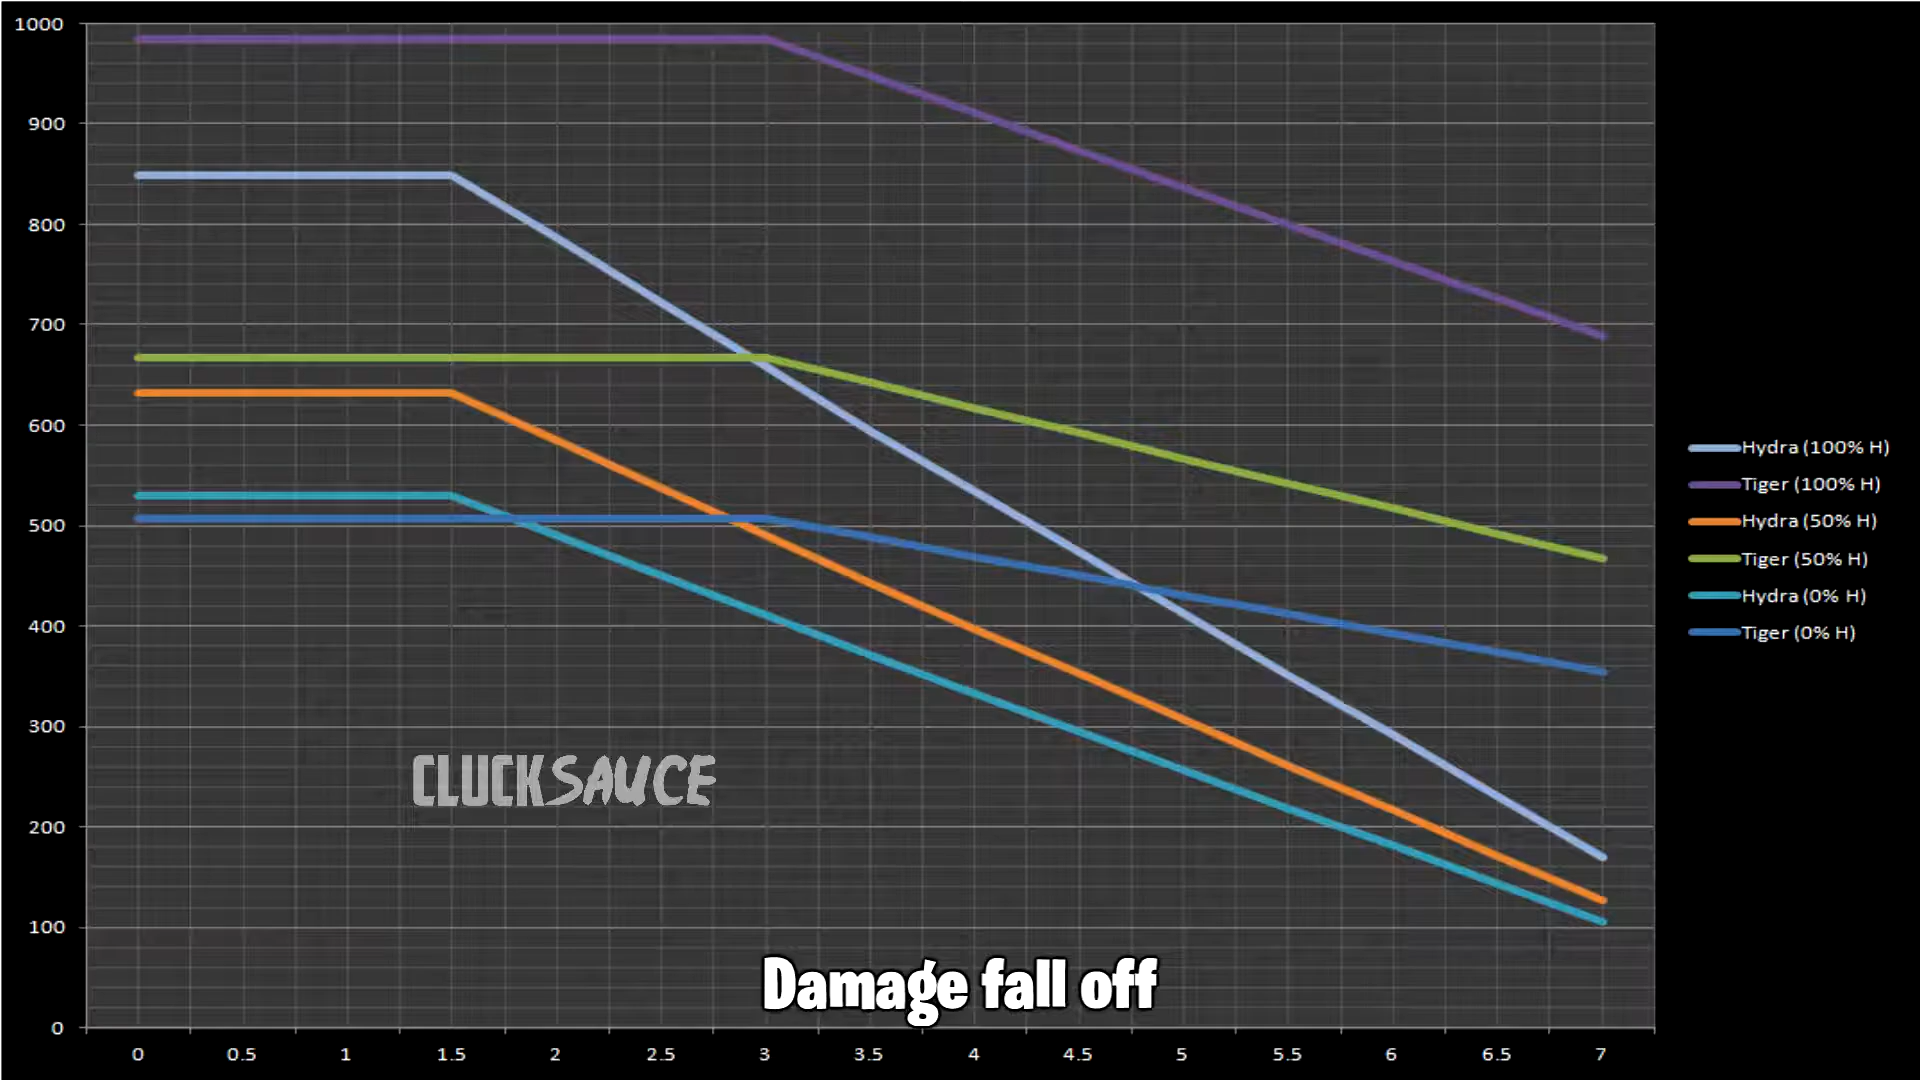 1000
900
800
700
600
500
400
300
200
100
0
0 0.5 1 1.5 2 2.5 3 3.5 4 4.5 5 5.5 6 6.5 7
Hydra (100% H)
Tiger (100% H)
Hydra (50% H)
Tiger (50% H)
Hydra (0% H)
Tiger (0% H)
CLUCKSAUCE
Damage fall off